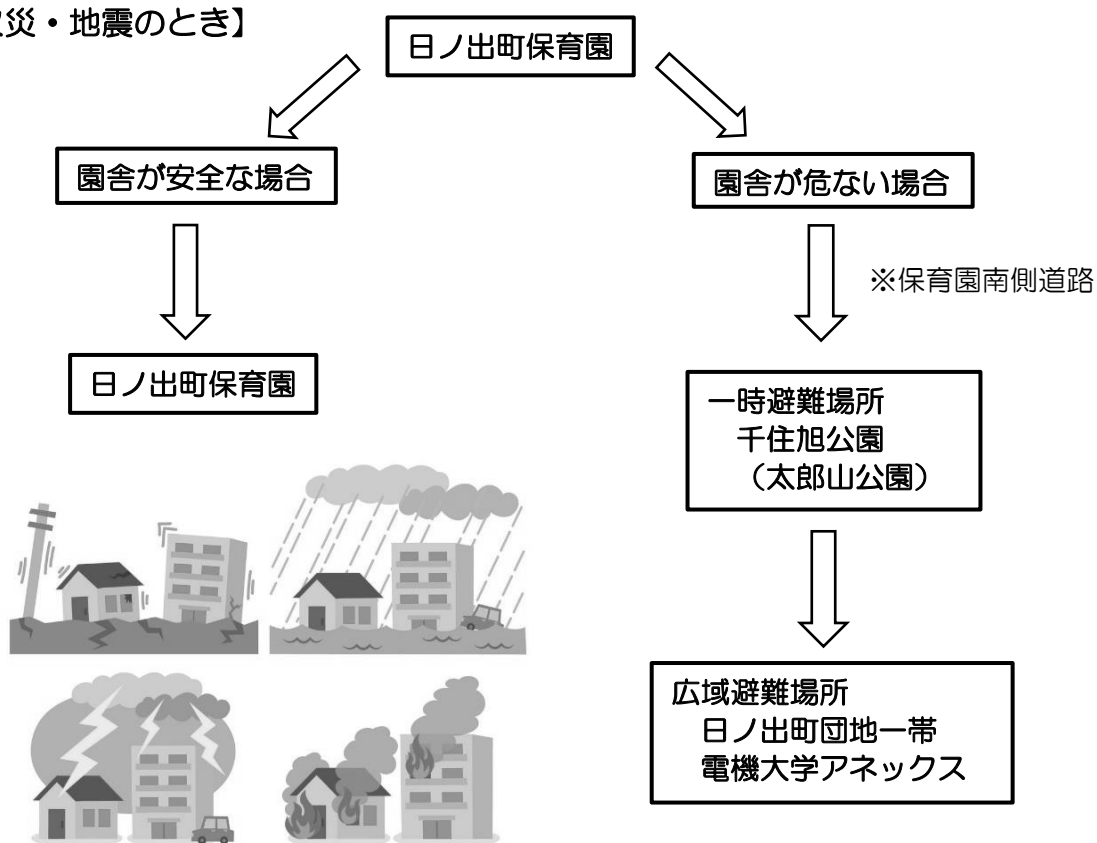 災・地震のとき】
日ノ出町保育園
園舎が安全な場合
園舎が危ない場合
※保育園南側道路
日ノ出町保育園
一時避難場所
千住旭公園
（太郎山公園）
広域避難場所
日ノ出町団地一帯
電機大学アネックス